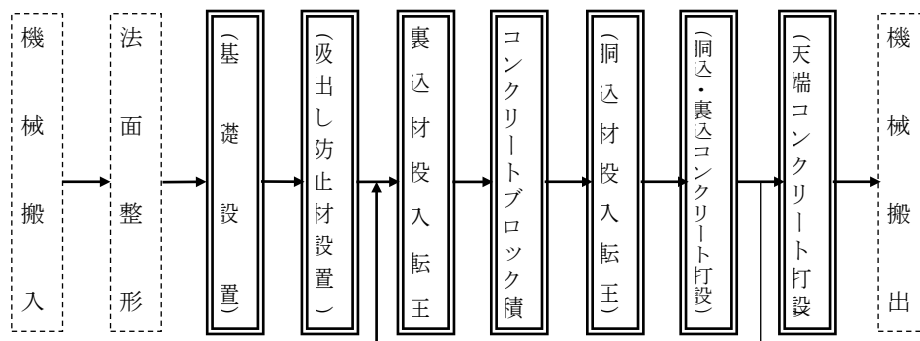 機械搬入
法面整形
(基礎設置)
(吸出し防止材設置)
裏込材投入転圧
コンクリートブロック積
(胴込材投入転圧)
(胴込・裏込コンクリート打設)
(天端コンクリート打設)
機械搬出